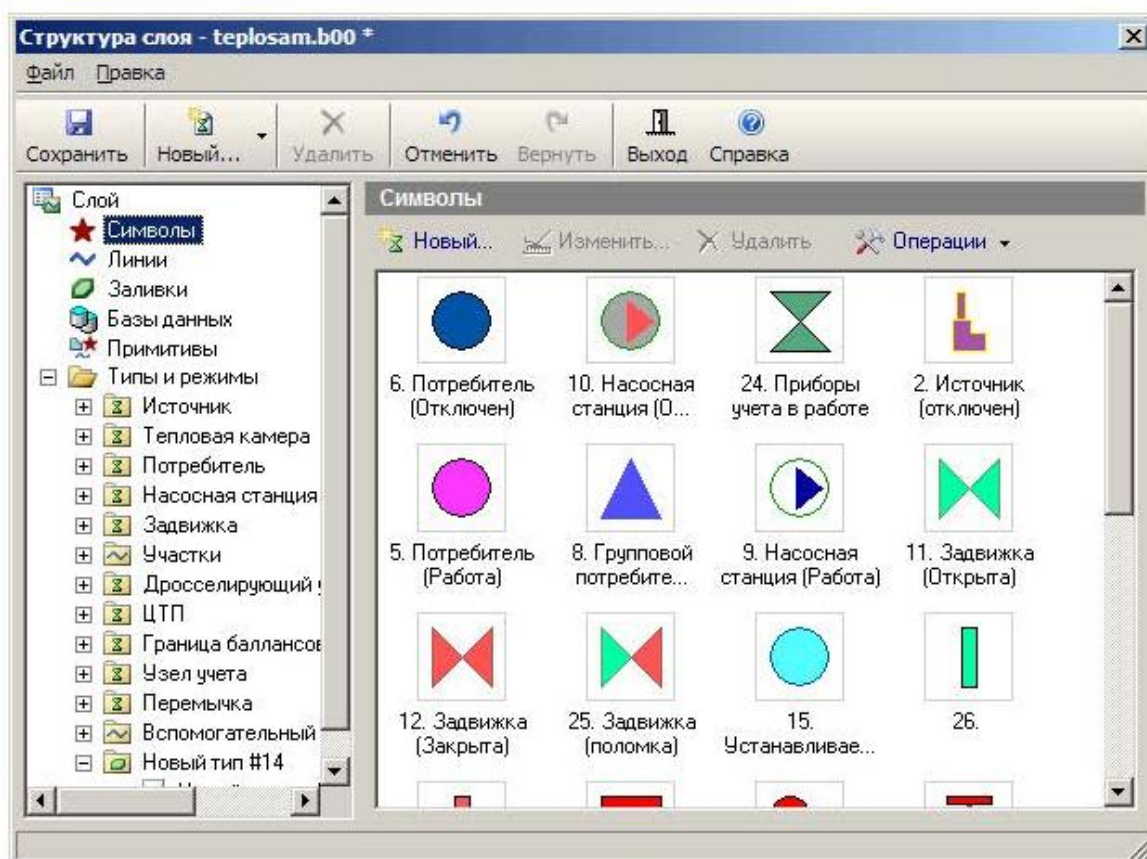 Структура слоя - teplosam.b00 *
Файл Правка
Сохранить Новый... Удалить Отменить Вернуть Выход Справка
Слой
Символы
Линии
Заливки
Базы данных
Примитивы
Типы и режимы
Источник
Тепловая камера
Потребитель
Насосная станция
Задвижка
Участки
Дросселирующий
ЦТП
Граница баллансов
Узел учета
Перемычка
Вспомогательный
Новый тип #14
Символы
Новый... Изменить... Удалить Операции
6. Потребитель
(Отключен)
10. Насосная
станция (О...
24. Приборы
учета в работе
2. Источник
(отключен)
5. Потребитель
(Работа)
8. Групповой
потребите...
9. Насосная
станция (Работа)
11. Задвижка
(Открыта)
12. Задвижка
(Закрыта)
25. Задвижка
(поломка)
15.
Устанавливае...
26.